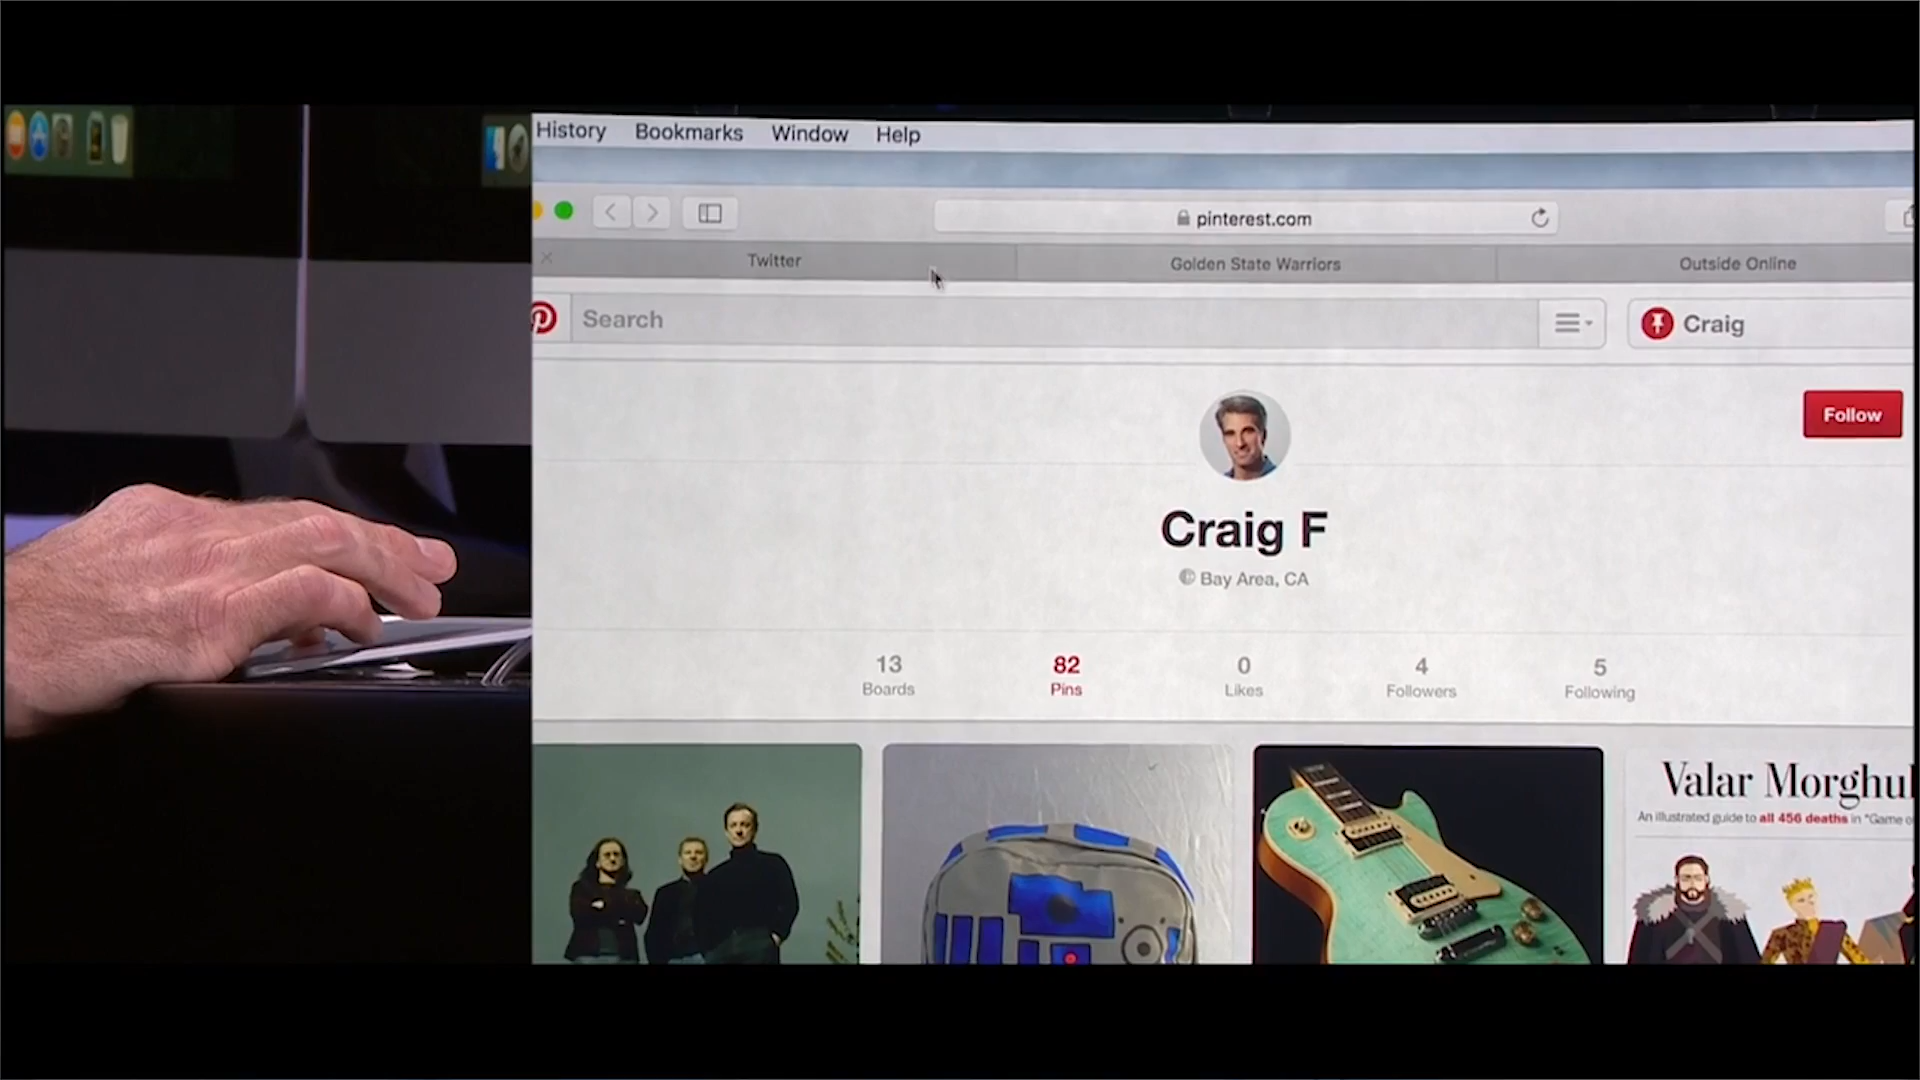 History Bookmarks Window Help
pinterest.com
Twitter Golden State Warriors Outside Online
Search Craig
Follow
Craig F
Bay Area, CA
13 82 0 4 5
Boards Pins Likes Followers Following
Valar Morghul
An illustrated guide to all 456 deaths in "Game o